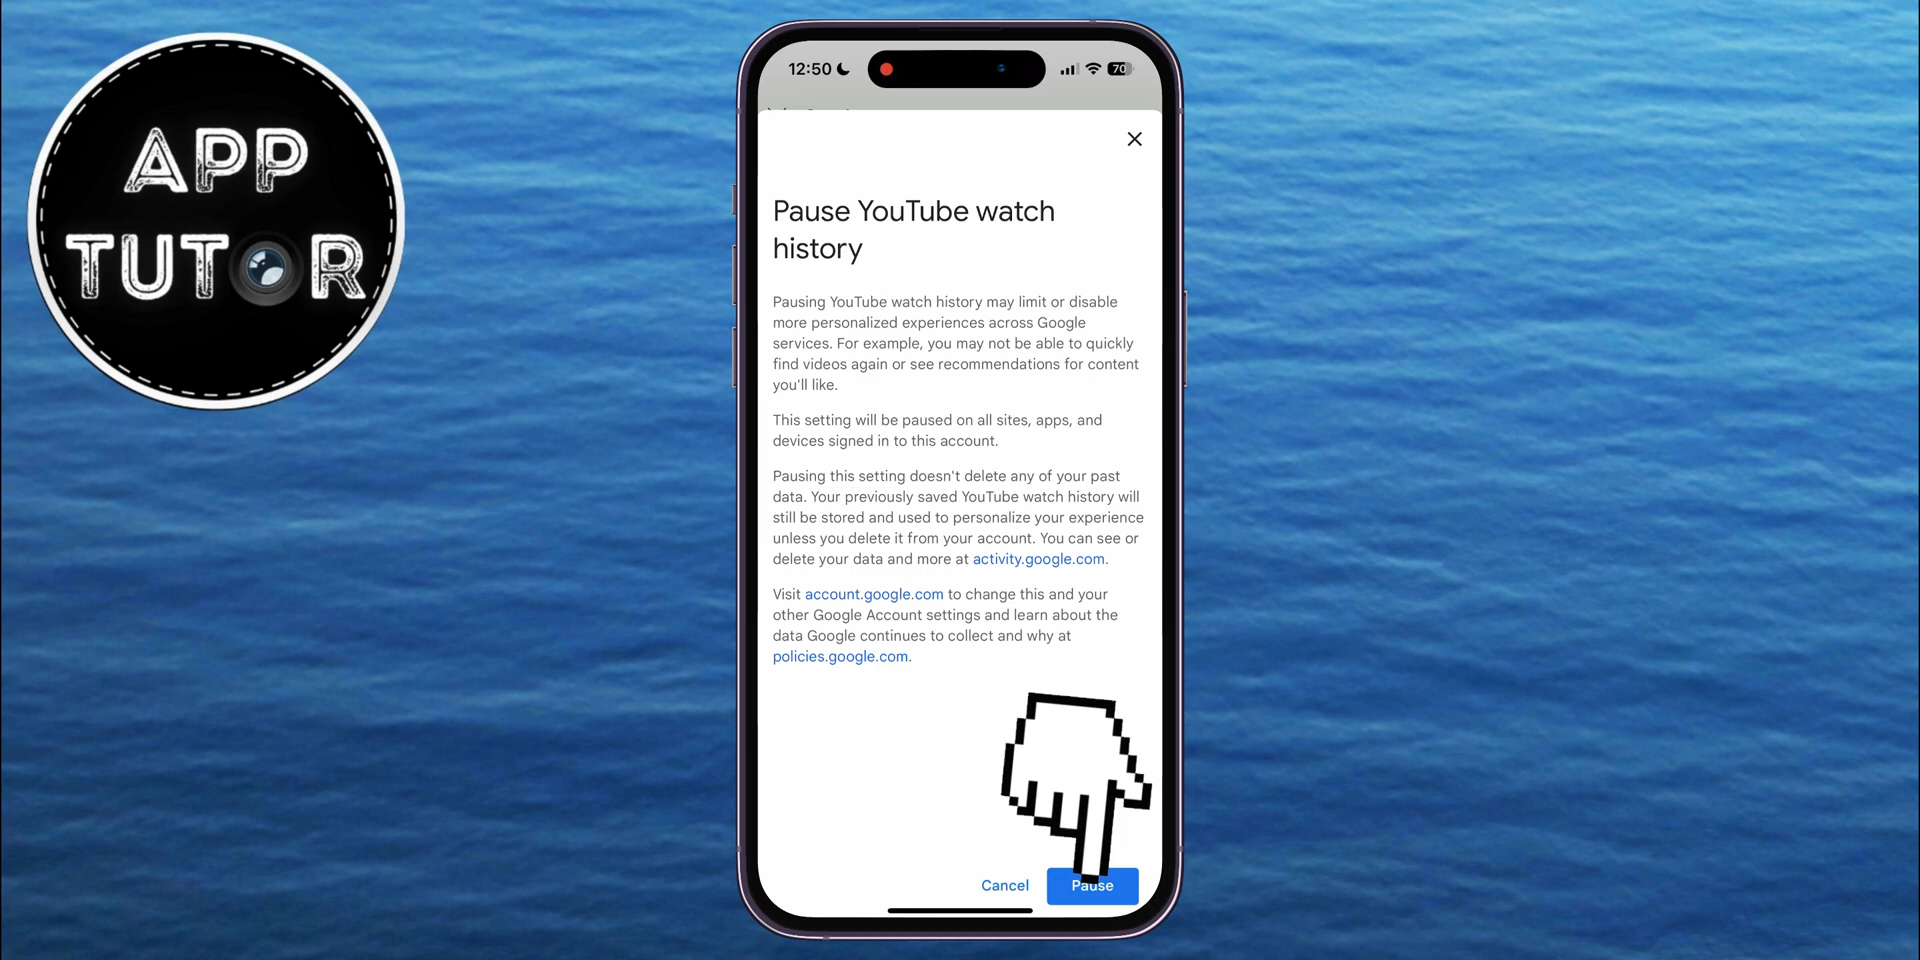 APP
TUTOR
12:50
70
Pause YouTube watch
history
Pausing YouTube watch history may limit or disable
more personalized experiences across Google
services. For example, you may not be able to quickly
find videos again or see recommendations for content
you'll like.
This setting will be paused on all sites, apps, and
devices signed in to this account.
Pausing this setting doesn't delete any of your past
data. Your previously saved YouTube watch history will
still be stored and used to personalize your experience
unless you delete it from your account. You can see or
delete your data and more at activity.google.com.
Visit account.google.com to change this and your
other Google Account settings and learn about the
data Google continues to collect and why at
policies.google.com.
Cancel
Pause